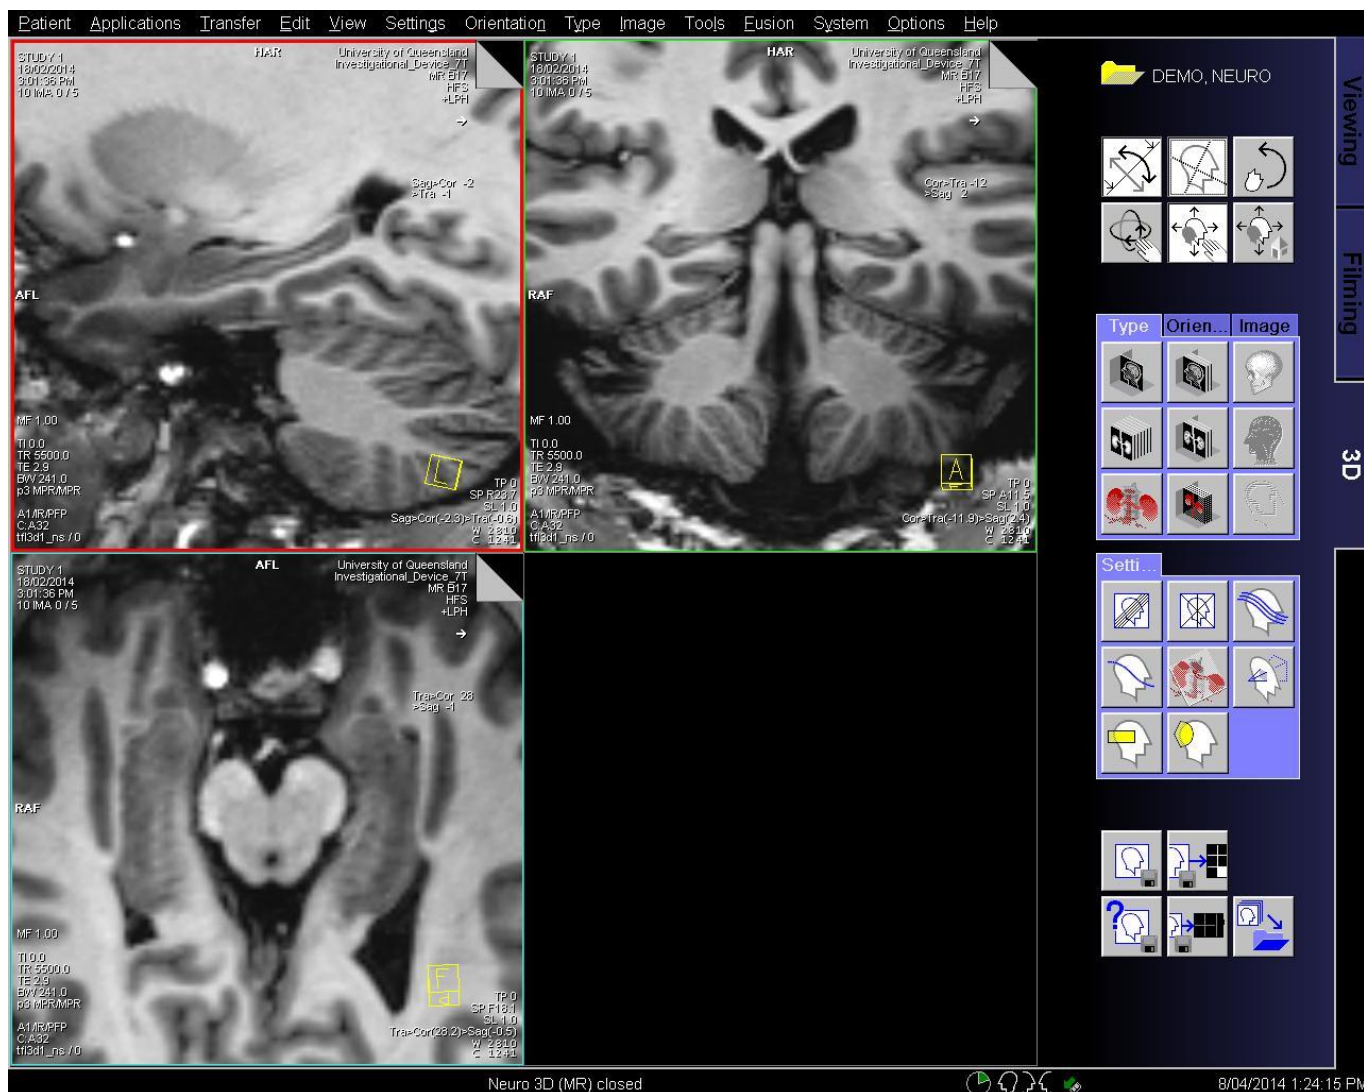 Patient Applications Transfer Edit View Settings Orientation Type Image Tools Fusion System Options Help
STUDY 1
18/02/2014
3:01:36 PM
10 IMA 0 / 5
HAR
University of Queensland
Investigational_Device_7T
MR B17
HFS
+LPH
Sag>Cor -2
>Tra -1
AFL
MF 1.00
TI 0.0
TR 5500.0
TE 2.9
BW 241.0
p3 MPR/MPR
A1/IR/PFP
C:A32
tfl3d1_ns / 0
L
TP 0
SP R23.7
SL 1.0
Sag>Cor(-2.3)>Tra(-0.6)
W 2810
C 1241
STUDY 1
18/02/2014
3:01:36 PM
10 IMA 0 / 5
HAR
University of Queensland
Investigational_Device_7T
MR B17
HFS
+LPH
Cor>Tra -12
>Sag 2
RAF
MF 1.00
TI 0.0
TR 5500.0
TE 2.9
BW 241.0
p3 MPR/MPR
A1/IR/PFP
C:A32
tfl3d1_ns / 0
A
TP 0
SP A11.5
SL 1.0
Cor>Tra(-11.9)>Sag(2.4)
W 2810
C 1241
STUDY 1
18/02/2014
3:01:36 PM
10 IMA 0 / 5
AFL
University of Queensland
Investigational_Device_7T
MR B17
HFS
+LPH
Tra>Cor 28
>Sag -1
RAF
MF 1.00
TI 0.0
TR 5500.0
TE 2.9
BW 241.0
p3 MPR/MPR
A1/IR/PFP
C:A32
tfl3d1_ns / 0
F
TP 0
SP F18.1
SL 1.0
Tra>Cor(28.2)>Sag(-0.5)
W 2810
C 1241
DEMO, NEURO
Type Orien... Image
Setti...
Viewing
Filming
3D
Neuro 3D (MR) closed
8/04/2014 1:24:15 PM